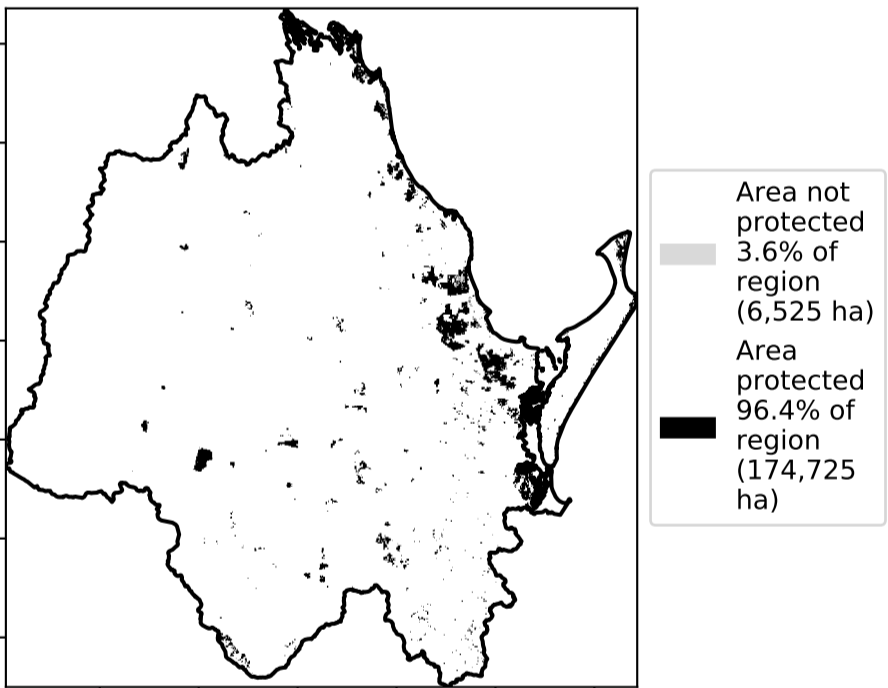 Area not
protected
3.6% of
region
(6,525 ha)
Area
protected
96.4% of
region
(174,725
ha)